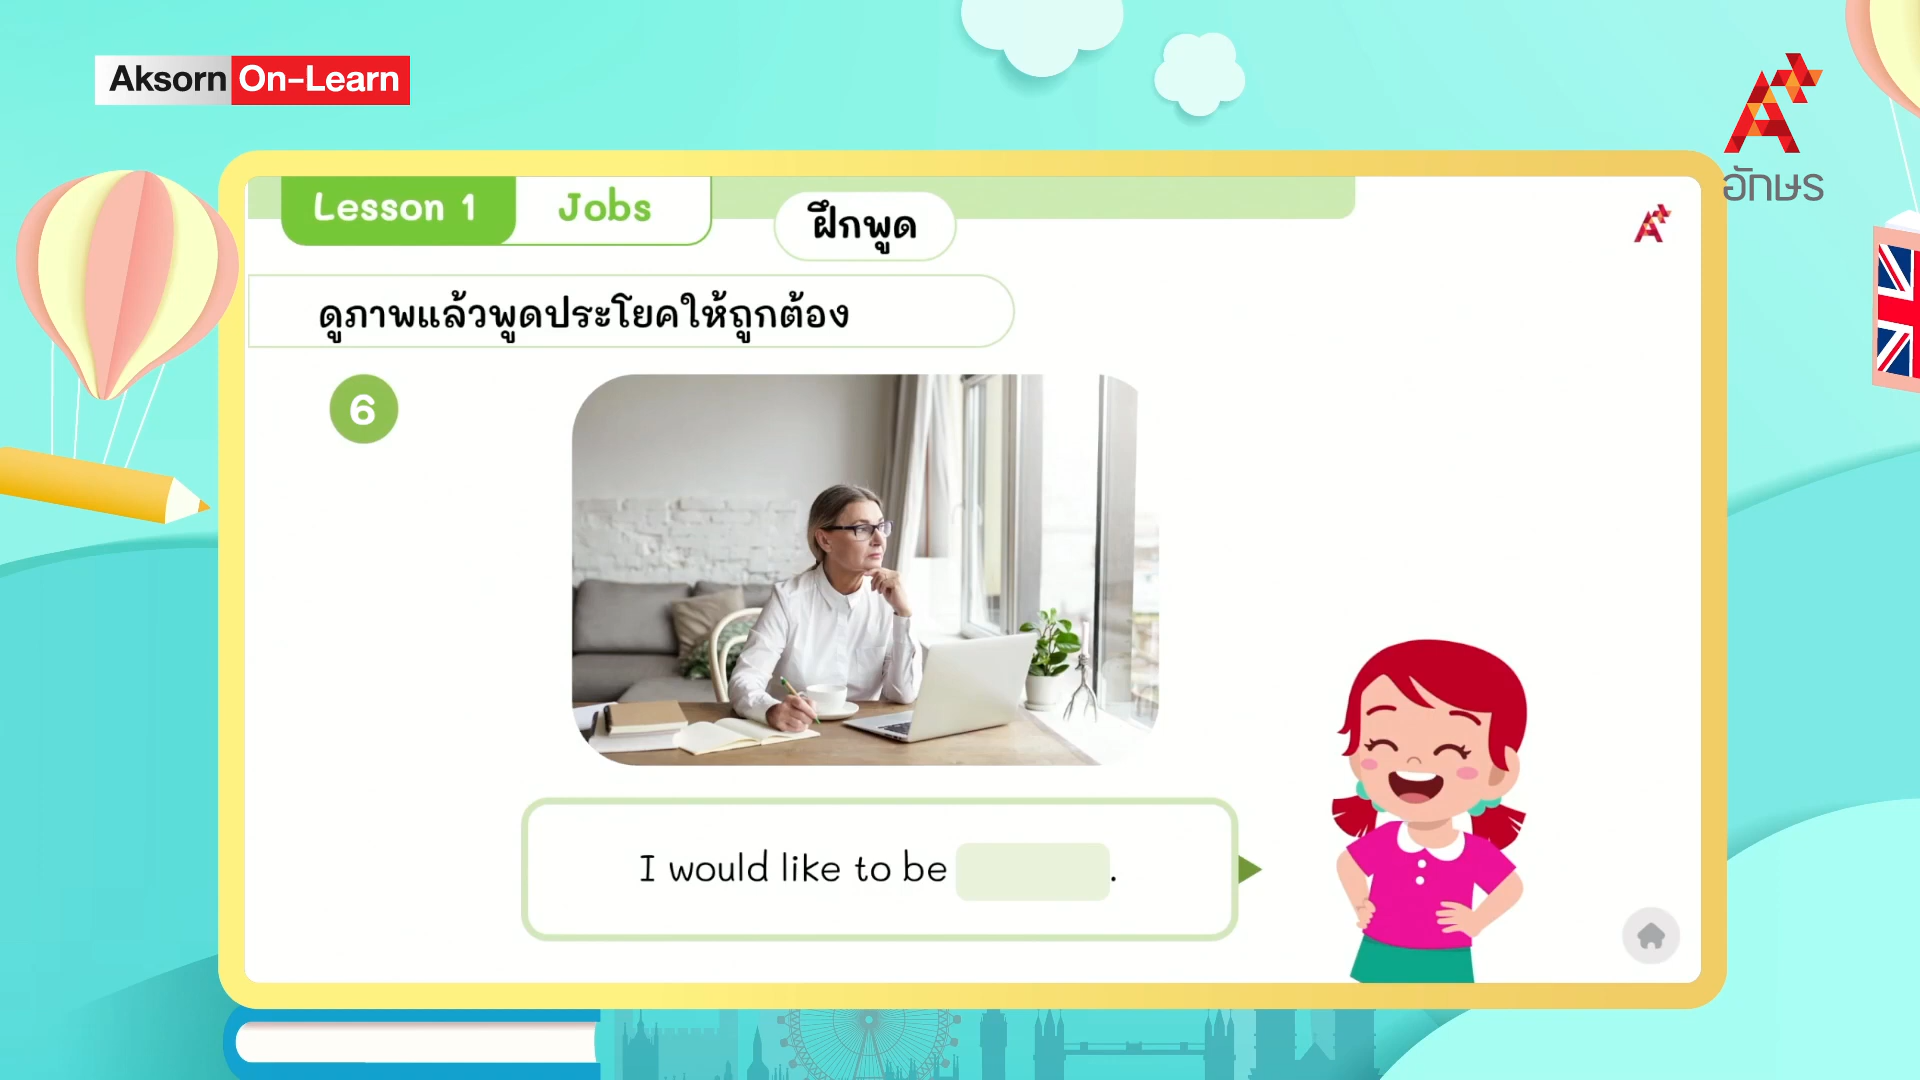 Aksorn On-Learn
อักษร
Lesson 1 Jobs
ฝึกพูด
ดูภาพแล้วพูดประโยคให้ถูกต้อง
6
I would like to be .